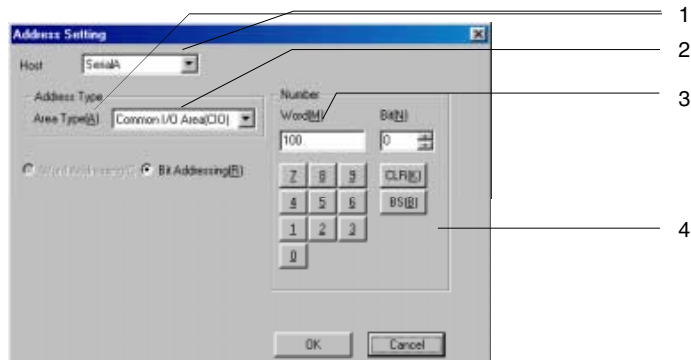 Address Setting
Host SerialA
Address Type
Area Type(A) Common I/O Area(CIO)
Bit Addressing(R)
Number
Word(M) Bit(N)
100 0
7 8 9 CLR(K)
4 5 6 BS(B)
1 2 3
0
OK Cancel
1
2
3
4